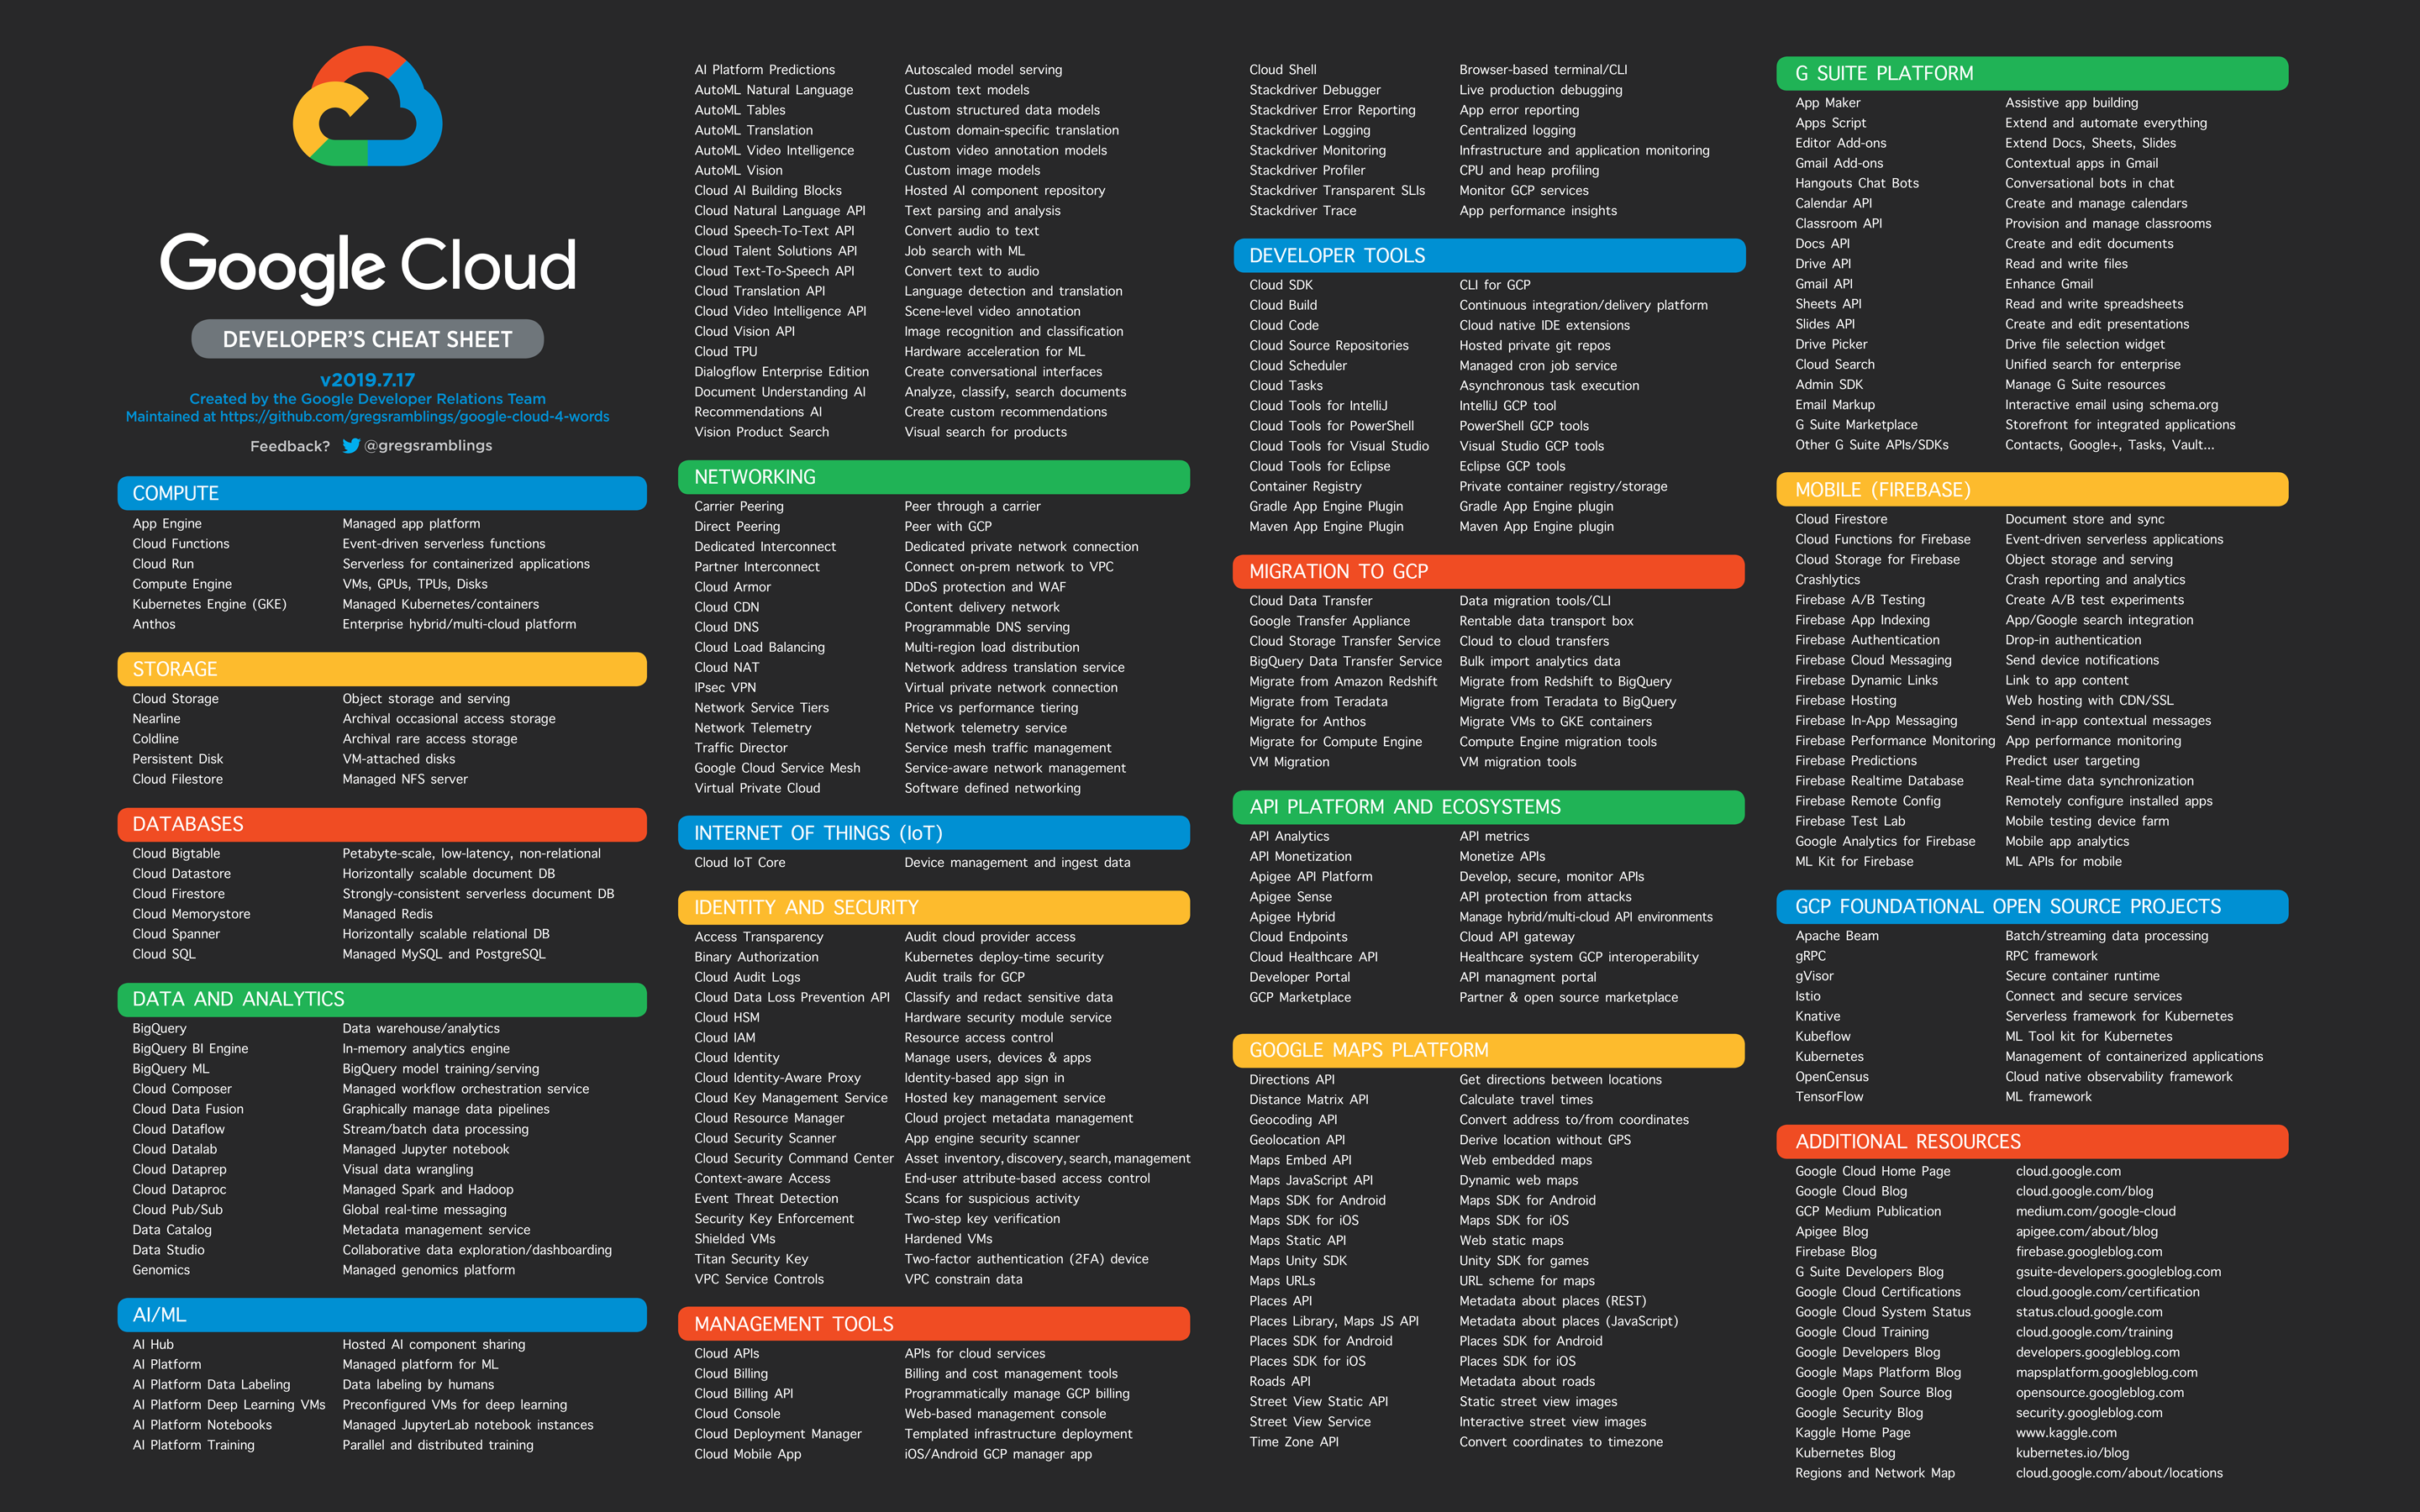 Google Cloud
DEVELOPER'S CHEAT SHEET
v2019.7.17
Created by the Google Developer Relations Team
Maintained at https://github.com/gregsramblings/google-cloud-4-words
Feedback? @gregsramblings
COMPUTE
App Engine Managed app platform
Cloud Functions Event-driven serverless functions
Cloud Run Serverless for containerized applications
Compute Engine VMs, GPUs, TPUs, Disks
Kubernetes Engine (GKE) Managed Kubernetes/containers
Anthos Enterprise hybrid/multi-cloud platform
STORAGE
Cloud Storage Object storage and serving
Nearline Archival occasional access storage
Coldline Archival rare access storage
Persistent Disk VM-attached disks
Cloud Filestore Managed NFS server
DATABASES
Cloud Bigtable Petabyte-scale, low-latency, non-relational
Cloud Datastore Horizontally scalable document DB
Cloud Firestore Strongly-consistent serverless document DB
Cloud Memorystore Managed Redis
Cloud Spanner Horizontally scalable relational DB
Cloud SQL Managed MySQL and PostgreSQL
DATA AND ANALYTICS
BigQuery Data warehouse/analytics
BigQuery BI Engine In-memory analytics engine
BigQuery ML BigQuery model training/serving
Cloud Composer Managed workflow orchestration service
Cloud Data Fusion Graphically manage data pipelines
Cloud Dataflow Stream/batch data processing
Cloud Datalab Managed Jupyter notebook
Cloud Dataprep Visual data wrangling
Cloud Dataproc Managed Spark and Hadoop
Cloud Pub/Sub Global real-time messaging
Data Catalog Metadata management service
Data Studio Collaborative data exploration/dashboarding
Genomics Managed genomics platform
AI/ML
AI Hub Hosted AI component sharing
AI Platform Managed platform for ML
AI Platform Data Labeling Data labeling by humans
AI Platform Deep Learning VMs Preconfigured VMs for deep learning
AI Platform Notebooks Managed JupyterLab notebook instances
AI Platform Training Parallel and distributed training
AI Platform Predictions Autoscaled model serving
AutoML Natural Language Custom text models
AutoML Tables Custom structured data models
AutoML Translation Custom domain-specific translation
AutoML Video Intelligence Custom video annotation models
AutoML Vision Custom image models
Cloud AI Building Blocks Hosted AI component repository
Cloud Natural Language API Text parsing and analysis
Cloud Speech-To-Text API Convert audio to text
Cloud Talent Solutions API Job search with ML
Cloud Text-To-Speech API Convert text to audio
Cloud Translation API Language detection and translation
Cloud Video Intelligence API Scene-level video annotation
Cloud Vision API Image recognition and classification
Cloud TPU Hardware acceleration for ML
Dialogflow Enterprise Edition Create conversational interfaces
Document Understanding AI Analyze, classify, search documents
Recommendations AI Create custom recommendations
Vision Product Search Visual search for products
NETWORKING
Carrier Peering Peer through a carrier
Direct Peering Peer with GCP
Dedicated Interconnect Dedicated private network connection
Partner Interconnect Connect on-prem network to VPC
Cloud Armor DDoS protection and WAF
Cloud CDN Content delivery network
Cloud DNS Programmable DNS serving
Cloud Load Balancing Multi-region load distribution
Cloud NAT Network address translation service
IPsec VPN Virtual private network connection
Network Service Tiers Price vs performance tiering
Network Telemetry Network telemetry service
Traffic Director Service mesh traffic management
Google Cloud Service Mesh Service-aware network management
Virtual Private Cloud Software defined networking
INTERNET OF THINGS (IoT)
Cloud IoT Core Device management and ingest data
IDENTITY AND SECURITY
Access Transparency Audit cloud provider access
Binary Authorization Kubernetes deploy-time security
Cloud Audit Logs Audit trails for GCP
Cloud Data Loss Prevention API Classify and redact sensitive data
Cloud HSM Hardware security module service
Cloud IAM Resource access control
Cloud Identity Manage users, devices & apps
Cloud Identity-Aware Proxy Identity-based app sign in
Cloud Key Management Service Hosted key management service
Cloud Resource Manager Cloud project metadata management
Cloud Security Scanner App engine security scanner
Cloud Security Command Center Asset inventory, discovery, search, management
Context-aware Access End-user attribute-based access control
Event Threat Detection Scans for suspicious activity
Security Key Enforcement Two-step key verification
Shielded VMs Hardened VMs
Titan Security Key Two-factor authentication (2FA) device
VPC Service Controls VPC constrain data
MANAGEMENT TOOLS
Cloud APIs APIs for cloud services
Cloud Billing Billing and cost management tools
Cloud Billing API Programmatically manage GCP billing
Cloud Console Web-based management console
Cloud Deployment Manager Templated infrastructure deployment
Cloud Mobile App iOS/Android GCP manager app
Cloud Shell Browser-based terminal/CLI
Stackdriver Debugger Live production debugging
Stackdriver Error Reporting App error reporting
Stackdriver Logging Centralized logging
Stackdriver Monitoring Infrastructure and application monitoring
Stackdriver Profiler CPU and heap profiling
Stackdriver Transparent SLIs Monitor GCP services
Stackdriver Trace App performance insights
DEVELOPER TOOLS
Cloud SDK CLI for GCP
Cloud Build Continuous integration/delivery platform
Cloud Code Cloud native IDE extensions
Cloud Source Repositories Hosted private git repos
Cloud Scheduler Managed cron job service
Cloud Tasks Asynchronous task execution
Cloud Tools for IntelliJ IntelliJ GCP tool
Cloud Tools for PowerShell PowerShell GCP tools
Cloud Tools for Visual Studio Visual Studio GCP tools
Cloud Tools for Eclipse Eclipse GCP tools
Container Registry Private container registry/storage
Gradle App Engine Plugin Gradle App Engine plugin
Maven App Engine Plugin Maven App Engine plugin
MIGRATION TO GCP
Cloud Data Transfer Data migration tools/CLI
Google Transfer Appliance Rentable data transport box
Cloud Storage Transfer Service Cloud to cloud transfers
BigQuery Data Transfer Service Bulk import analytics data
Migrate from Amazon Redshift Migrate from Redshift to BigQuery
Migrate from Teradata Migrate from Teradata to BigQuery
Migrate for Anthos Migrate VMs to GKE containers
Migrate for Compute Engine Compute Engine migration tools
VM Migration VM migration tools
API PLATFORM AND ECOSYSTEMS
API Analytics API metrics
API Monetization Monetize APIs
Apigee API Platform Develop, secure, monitor APIs
Apigee Sense API protection from attacks
Apigee Hybrid Manage hybrid/multi-cloud API environments
Cloud Endpoints Cloud API gateway
Cloud Healthcare API Healthcare system GCP interoperability
Developer Portal API managment portal
GCP Marketplace Partner & open source marketplace
GOOGLE MAPS PLATFORM
Directions API Get directions between locations
Distance Matrix API Calculate travel times
Geocoding API Convert address to/from coordinates
Geolocation API Derive location without GPS
Maps Embed API Web embedded maps
Maps JavaScript API Dynamic web maps
Maps SDK for Android Maps SDK for Android
Maps SDK for iOS Maps SDK for iOS
Maps Static API Web static maps
Maps Unity SDK Unity SDK for games
Maps URLs URL scheme for maps
Places API Metadata about places (REST)
Places Library, Maps JS API Metadata about places (JavaScript)
Places SDK for Android Places SDK for Android
Places SDK for iOS Places SDK for iOS
Roads API Metadata about roads
Street View Static API Static street view images
Street View Service Interactive street view images
Time Zone API Convert coordinates to timezone
G SUITE PLATFORM
App Maker Assistive app building
Apps Script Extend and automate everything
Editor Add-ons Extend Docs, Sheets, Slides
Gmail Add-ons Contextual apps in Gmail
Hangouts Chat Bots Conversational bots in chat
Calendar API Create and manage calendars
Classroom API Provision and manage classrooms
Docs API Create and edit documents
Drive API Read and write files
Gmail API Enhance Gmail
Sheets API Read and write spreadsheets
Slides API Create and edit presentations
Drive Picker Drive file selection widget
Cloud Search Unified search for enterprise
Admin SDK Manage G Suite resources
Email Markup Interactive email using schema.org
G Suite Marketplace Storefront for integrated applications
Other G Suite APIs/SDKs Contacts, Google+, Tasks, Vault...
MOBILE (FIREBASE)
Cloud Firestore Document store and sync
Cloud Functions for Firebase Event-driven serverless applications
Cloud Storage for Firebase Object storage and serving
Crashlytics Crash reporting and analytics
Firebase A/B Testing Create A/B test experiments
Firebase App Indexing App/Google search integration
Firebase Authentication Drop-in authentication
Firebase Cloud Messaging Send device notifications
Firebase Dynamic Links Link to app content
Firebase Hosting Web hosting with CDN/SSL
Firebase In-App Messaging Send in-app contextual messages
Firebase Performance Monitoring App performance monitoring
Firebase Predictions Predict user targeting
Firebase Realtime Database Real-time data synchronization
Firebase Remote Config Remotely configure installed apps
Firebase Test Lab Mobile testing device farm
Google Analytics for Firebase Mobile app analytics
ML Kit for Firebase ML APIs for mobile
GCP FOUNDATIONAL OPEN SOURCE PROJECTS
Apache Beam Batch/streaming data processing
gRPC RPC framework
gVisor Secure container runtime
Istio Connect and secure services
Knative Serverless framework for Kubernetes
Kubeflow ML Tool kit for Kubernetes
Kubernetes Management of containerized applications
OpenCensus Cloud native observability framework
TensorFlow ML framework
ADDITIONAL RESOURCES
Google Cloud Home Page cloud.google.com
Google Cloud Blog cloud.google.com/blog
GCP Medium Publication medium.com/google-cloud
Apigee Blog apigee.com/about/blog
Firebase Blog firebase.googleblog.com
G Suite Developers Blog gsuite-developers.googleblog.com
Google Cloud Certifications cloud.google.com/certification
Google Cloud System Status status.cloud.google.com
Google Cloud Training cloud.google.com/training
Google Developers Blog developers.googleblog.com
Google Maps Platform Blog mapsplatform.googleblog.com
Google Open Source Blog opensource.googleblog.com
Google Security Blog security.googleblog.com
Kaggle Home Page www.kaggle.com
Kubernetes Blog kubernetes.io/blog
Regions and Network Map cloud.google.com/about/locations